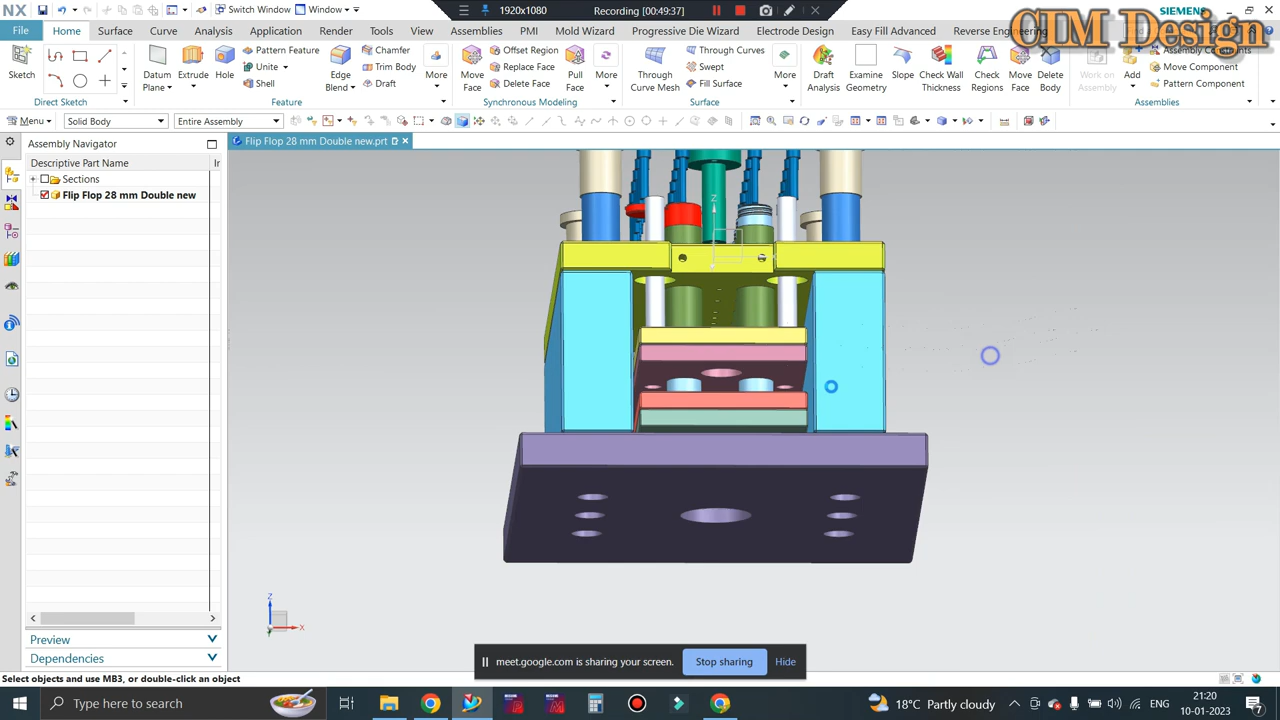 NX
Switch Window
Window
1920x1080
Recording [00:49:37]
SIEMENS
CIM Design
File
Home
Surface
Curve
Analysis
Application
Render
Tools
View
Assemblies
PMI
Mold Wizard
Progressive Die Wizard
Electrode Design
Easy Fill Advanced
Reverse Engineering
Sketch
Direct Sketch
Datum Plane
Extrude
Hole
Pattern Feature
Unite
Shell
Edge Blend
Chamfer
Trim Body
Draft
More
Feature
Move Face
Offset Region
Replace Face
Delete Face
Pull Face
More
Synchronous Modeling
Through Curve Mesh
Through Curves
Swept
Fill Surface
More
Surface
Draft Analysis
Examine Geometry
Slope
Check Wall Thickness
Check Regions
Move Face
Delete Body
Work on Assembly
Add
Assembly Constraints
Move Component
Pattern Component
Assemblies
Menu
Solid Body
Entire Assembly
Assembly Navigator
Flip Flop 28 mm Double new.prt
Descriptive Part Name
Ir
Sections
Flip Flop 28 mm Double new
Z
Z
X
Preview
Dependencies
meet.google.com is sharing your screen.
Stop sharing
Hide
Select objects and use MB3, or double-click an object
Type here to search
18°C Partly cloudy
ENG
21:20
10-01-2023